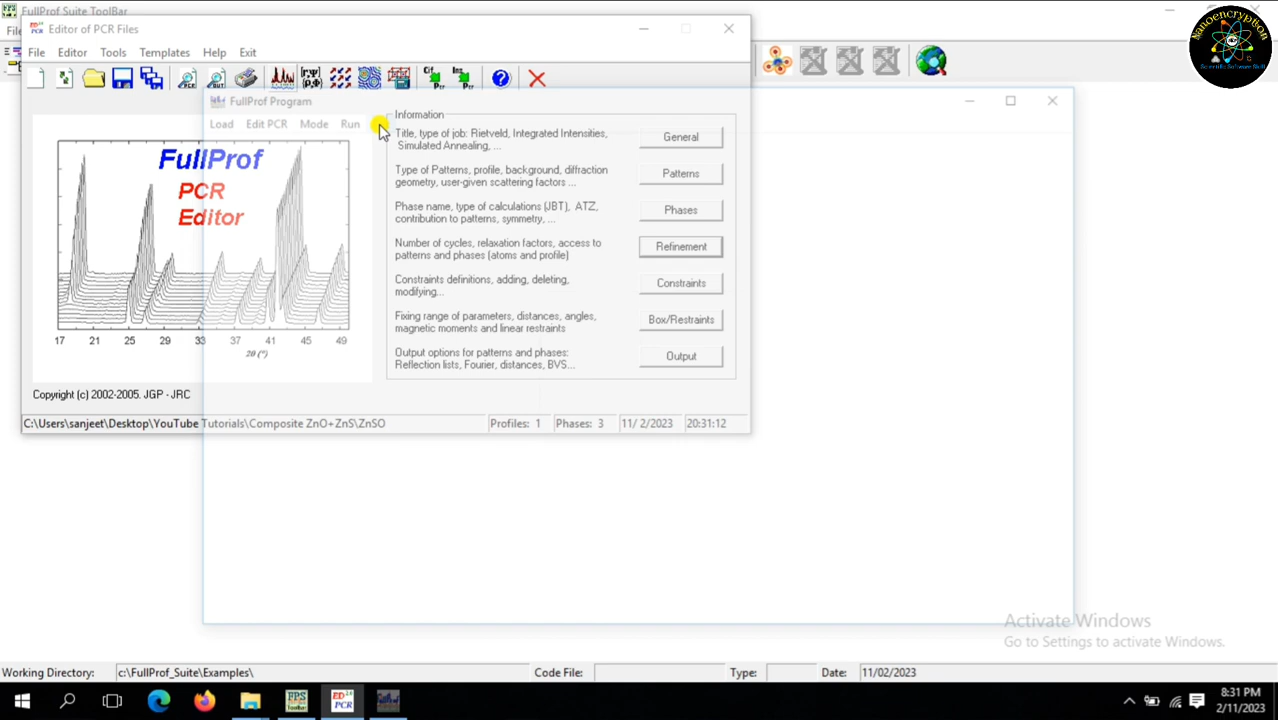 FullProf Suite ToolBar
Fil
Editor of PCR Files
File Editor Tools Templates Help Exit
FullProf Program
Load Edit PCR Mode Run
FullProf
PCR
Editor
17 21 25 29 33 37 41 45 49
2θ (°)
Copyright (c) 2002-2005. JGP - JRC
Information
Title, type of job: Rietveld, Integrated Intensities,
Simulated Annealing, ...
General
Type of Patterns, profile, background, diffraction
geometry, user-given scattering factors ...
Patterns
Phase name, type of calculations (JBT), ATZ,
contribution to patterns, symmetry, ...
Phases
Number of cycles, relaxation factors, access to
patterns and phases (atoms and profile)
Refinement
Constraints definitions, adding, deleting,
modifying...
Constraints
Fixing range of parameters, distances, angles,
magnetic moments and linear restraints
Box/Restraints
Output options for patterns and phases:
Reflection lists, Fourier, distances, BVS...
Output
C:\Users\sanjeet\Desktop\YouTube Tutorials\Composite ZnO+ZnS\ZnSO
Profiles: 1
Phases: 3
11/ 2/2023
20:31:12
Nanoencryption
Scientific Software Skill
Activate Windows
Go to Settings to activate Windows.
Working Directory: c:\FullProf_Suite\Examples\
Code File:
Type:
Date: 11/02/2023
8:31 PM
2/11/2023